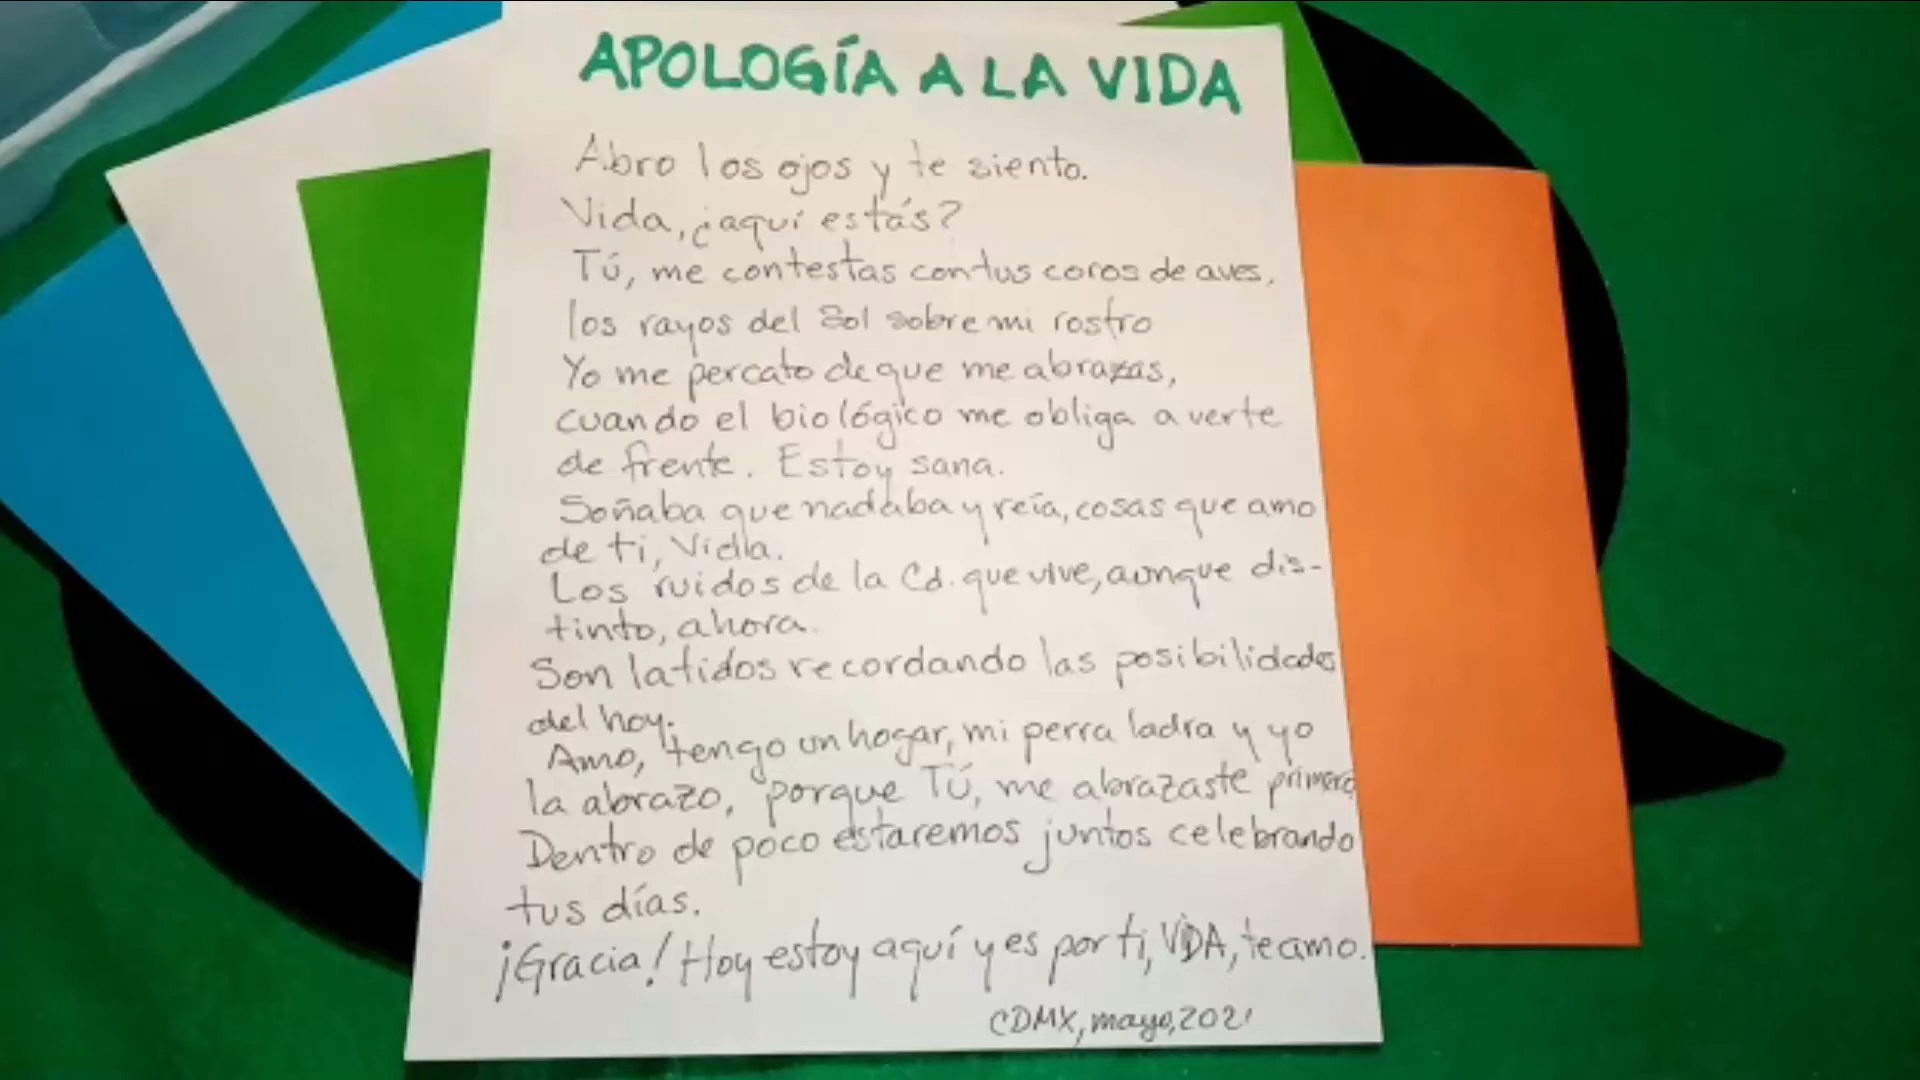 APOLOGÍA A LA VIDA
Abro los ojos y te siento.
Vida, ¿aquí estás?
Tú, me contestas con tus coros de aves,
los rayos del Sol sobre mi rostro
Yo me percato de que me abrazas,
cuando el biológico me obliga a verte
de frente. Estoy sana.
Soñaba que nadaba y reía, cosas que amo
de ti, Vida.
Los ruidos de la Cd. que vive, aunque dis-
tinto, ahora.
Son latidos recordando las posibilidades
del hoy.
Amo, tengo un hogar, mi perra ladra y yo
la abrazo, porque TÚ, me abrazaste primero.
Dentro de poco estaremos juntos celebrando
tus días.
¡Gracia! Hoy estoy aquí y es por ti, VIDA, te amo.
CDMX, mayo, 2021